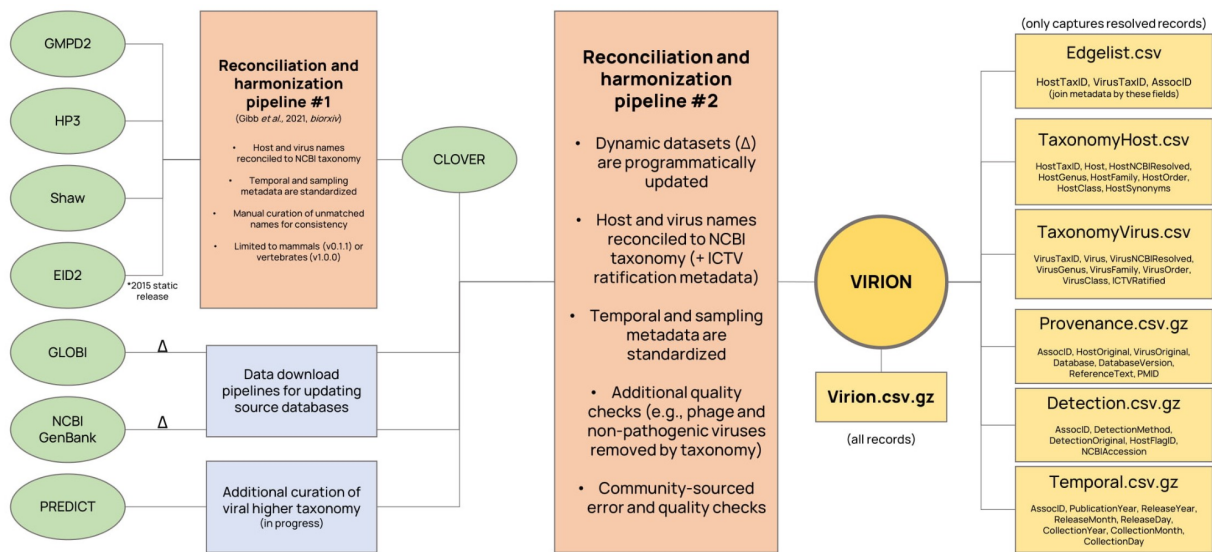 GMPD2
HP3
Shaw
EID2
*2015 static
release
GLOBI
Δ
NCBI
GenBank
Δ
PREDICT
Reconciliation and
harmonization
pipeline #1
(Gibb et al., 2021, biorxiv)
• Host and virus names
reconciled to NCBI taxonomy
• Temporal and sampling
metadata are standardized
• Manual curation of unmatched
names for consistency
• Limited to mammals (v0.1.1) or
vertebrates (v1.0.0)
Data download
pipelines for updating
source databases
Additional curation of
viral higher taxonomy
(in progress)
CLOVER
Reconciliation and
harmonization
pipeline #2
• Dynamic datasets (Δ)
are programmatically
updated
• Host and virus names
reconciled to NCBI
taxonomy (+ ICTV
ratification metadata)
• Temporal and sampling
metadata are
standardized
• Additional quality
checks (e.g., phage and
non-pathogenic viruses
removed by taxonomy)
• Community-sourced
error and quality checks
VIRION
Virion.csv.gz
(all records)
(only captures resolved records)
Edgelist.csv
HostTaxID, VirusTaxID, AssocID
(join metadata by these fields)
TaxonomyHost.csv
HostTaxID, Host, HostNCBIResolved,
HostGenus, HostFamily, HostOrder,
HostClass, HostSynonyms
TaxonomyVirus.csv
VirusTaxID, Virus, VirusNCBIResolved,
VirusGenus, VirusFamily, VirusOrder,
VirusClass, ICTVRatified
Provenance.csv.gz
AssocID, HostOriginal, VirusOriginal,
Database, DatabaseVersion,
ReferenceText, PMID
Detection.csv.gz
AssocID, DetectionMethod,
DetectionOriginal, HostFlagID,
NCBIAccession
Temporal.csv.gz
AssocID, PublicationYear, ReleaseYear,
ReleaseMonth, ReleaseDay,
CollectionYear, CollectionMonth,
CollectionDay